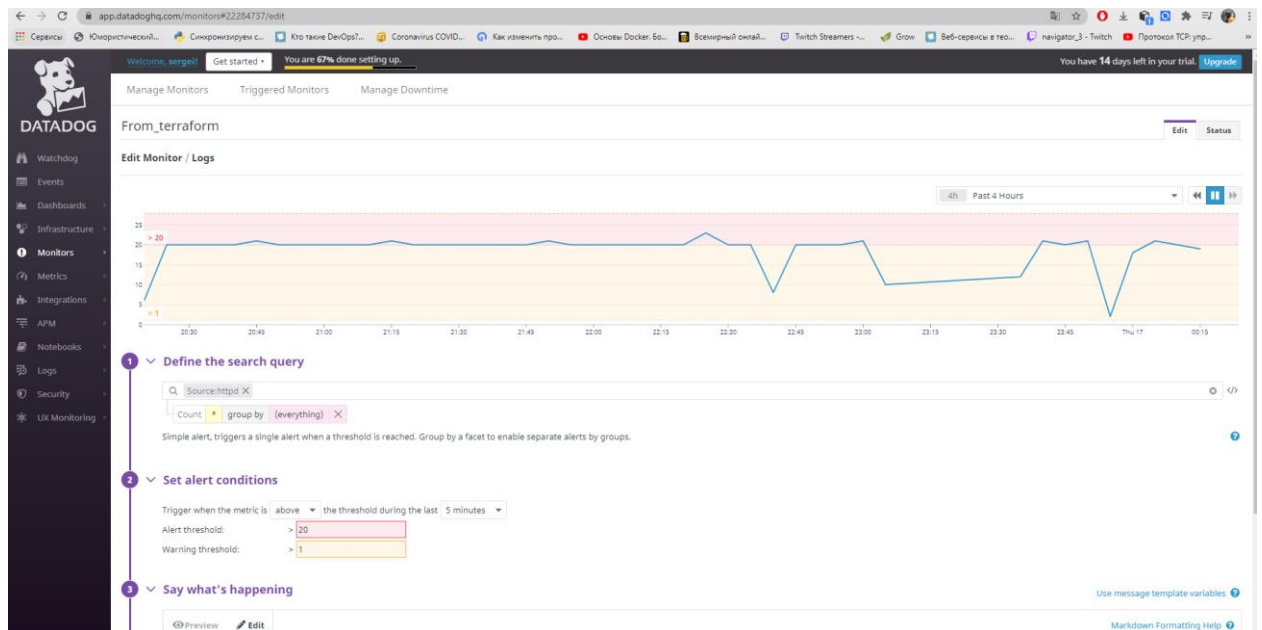 app.datadoghq.com/monitors#22284737/edit
Сервисы Юмористический... Синхронизируем с... Кто такие DevOps?... Coronavirus COVID... Как изменить про... Основы Docker. Бо... Всемирный онлай... Twitch Streamers -... Grow Веб-сервисы в тео... navigator_3 - Twitch Протокол TCP: упр... »
Welcome, sergei! Get started You are 67% done setting up. You have 14 days left in your trial. Upgrade
Manage Monitors Triggered Monitors Manage Downtime
DATADOG
From_terraform
Edit Status
Watchdog
Events
Dashboards
Infrastructure
Monitors
Metrics
Integrations
APM
Notebooks
Logs
Security
UX Monitoring
Edit Monitor / Logs
4h Past 4 Hours
25
> 20
20
15
10
5
> 1
0
20:30 20:45 21:00 21:15 21:30 21:45 22:00 22:15 22:30 22:45 23:00 23:15 23:30 23:45 Thu 17 00:15
1 Define the search query
Source:httpd
Count * group by (everything)
Simple alert, triggers a single alert when a threshold is reached. Group by a facet to enable separate alerts by groups.
2 Set alert conditions
Trigger when the metric is above the threshold during the last 5 minutes
Alert threshold: > 20
Warning threshold: > 1
3 Say what's happening
Use message template variables
Preview Edit
Markdown Formatting Help